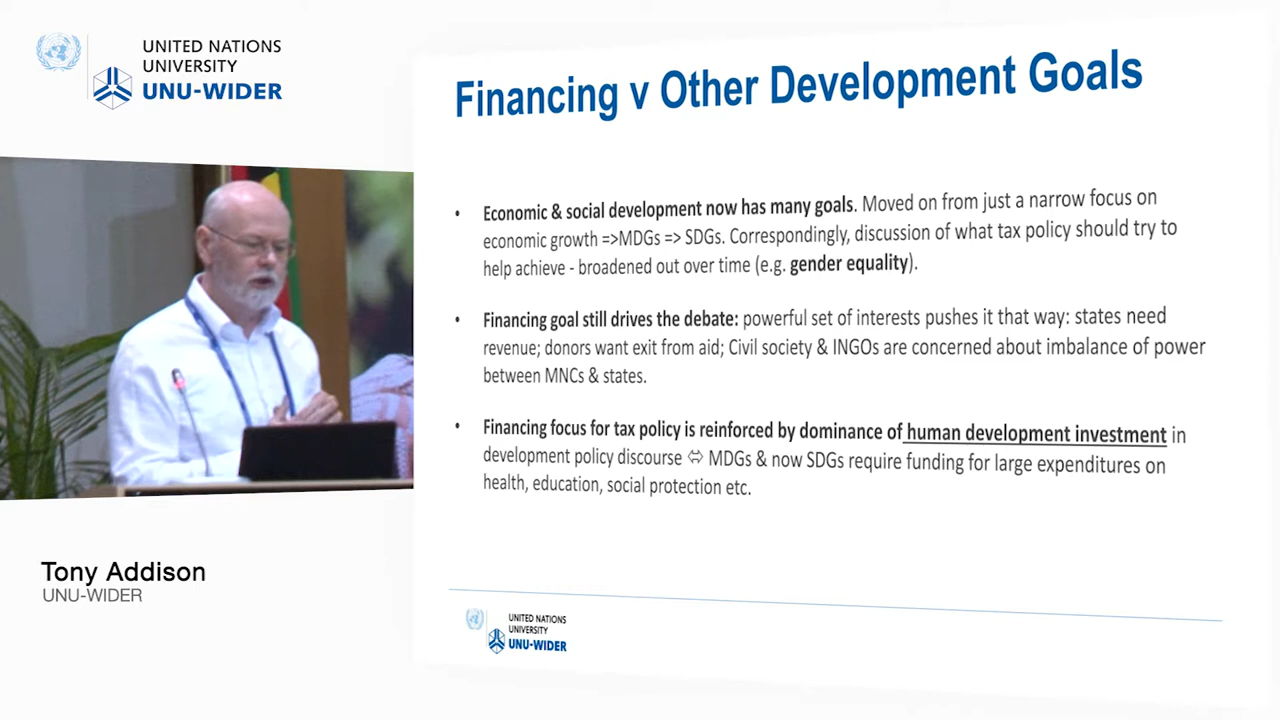 UNITED NATIONS
UNIVERSITY
UNU-WIDER
Financing v Other Development Goals
• Economic & social development now has many goals. Moved on from just a narrow focus on
economic growth =>MDGs => SDGs. Correspondingly, discussion of what tax policy should try to
help achieve - broadened out over time (e.g. gender equality).
• Financing goal still drives the debate: powerful set of interests pushes it that way: states need
revenue; donors want exit from aid; Civil society & INGOs are concerned about imbalance of power
between MNCs & states.
• Financing focus for tax policy is reinforced by dominance of human development investment in
development policy discourse ⇔ MDGs & now SDGs require funding for large expenditures on
health, education, social protection etc.
Tony Addison
UNU-WIDER
UNITED NATIONS
UNIVERSITY
UNU-WIDER